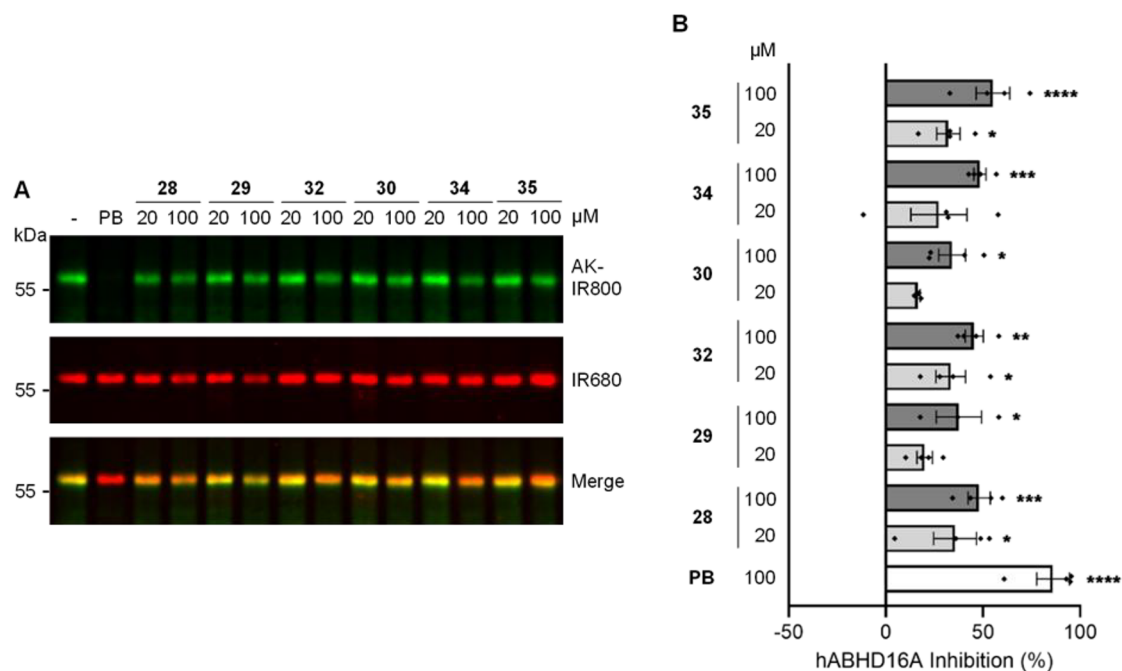 A
28 29 32 30 34 35
- PB 20 100 20 100 20 100 20 100 20 100 20 100 µM
kDa
55
AK-
IR800
55
IR680
55
Merge
B
µM
35
100 ****
20 *
34
100 ***
20
30
100 *
20
32
100 **
20 *
29
100 *
20
28
100 ***
20 *
PB 100 ****
-50 0 50 100
hABHD16A Inhibition (%)